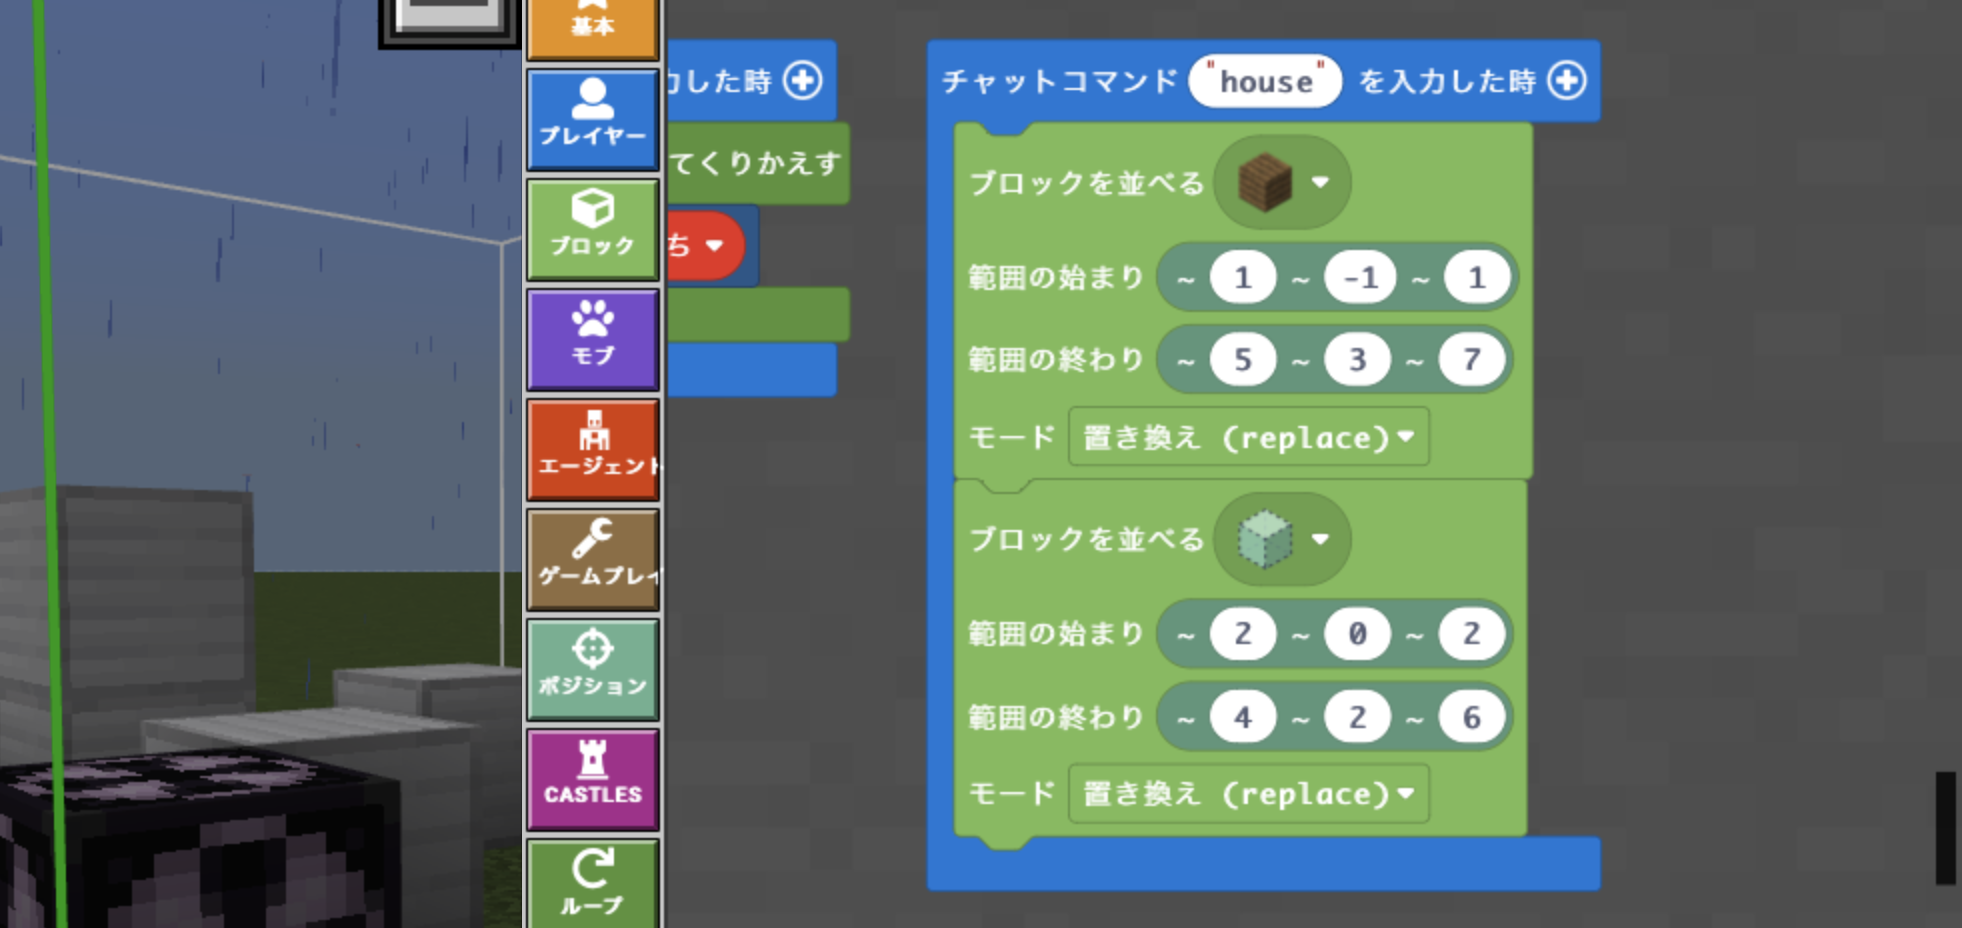 基本
プレイヤー
ブロック
モブ
エージェント
ゲームプレイ
ポジション
CASTLES
ループ
力した時
てくりかえす
ち
チャットコマンド "house" を入力した時
ブロックを並べる
範囲の始まり ~ 1 ~ -1 ~ 1
範囲の終わり ~ 5 ~ 3 ~ 7
モード 置き換え (replace)
ブロックを並べる
範囲の始まり ~ 2 ~ 0 ~ 2
範囲の終わり ~ 4 ~ 2 ~ 6
モード 置き換え (replace)